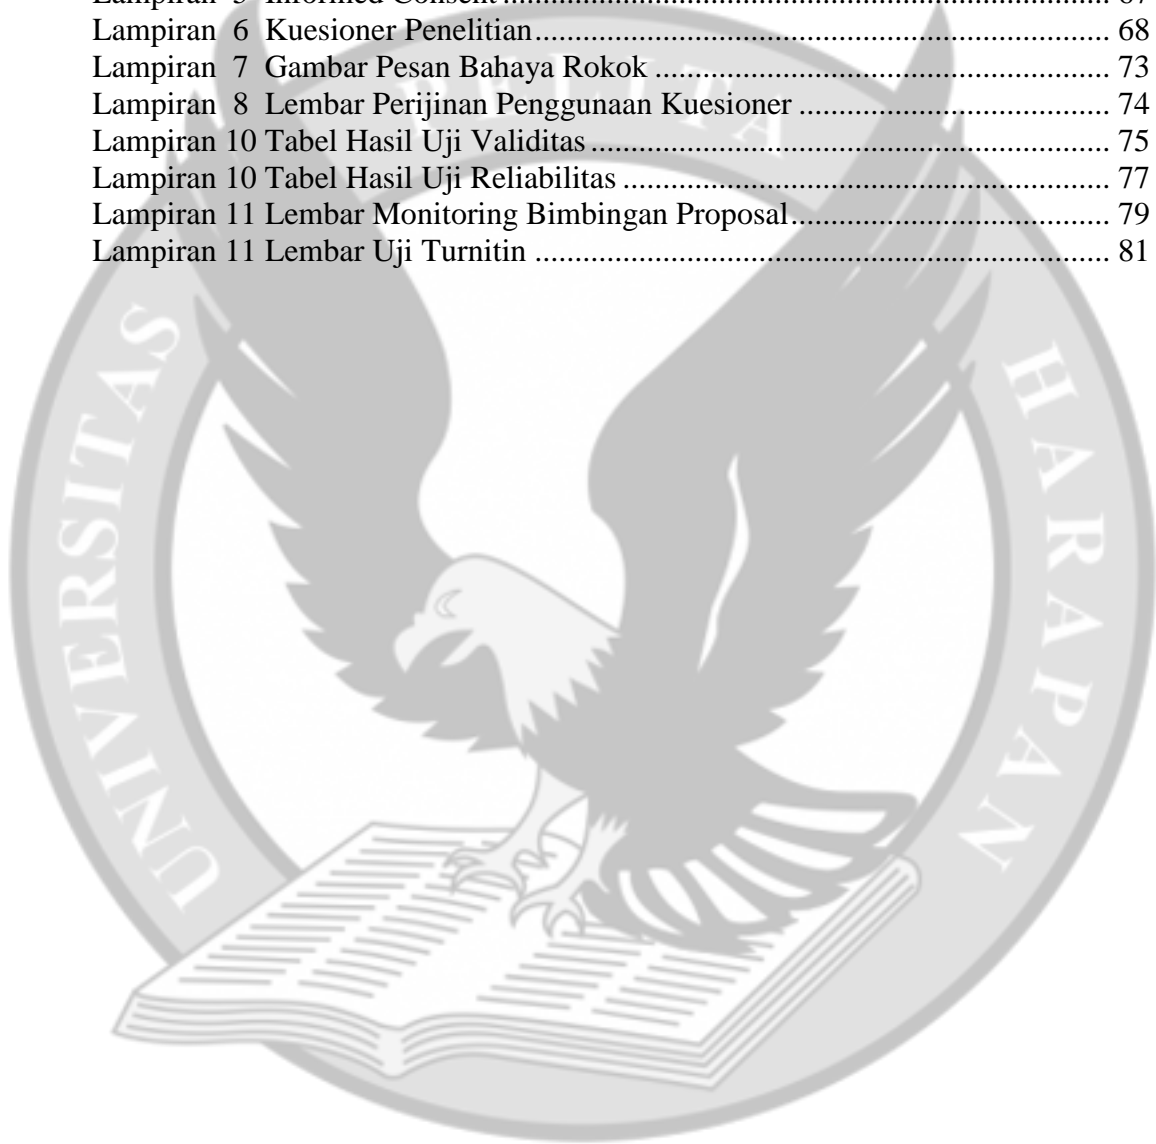 Lampiran 5 Informed Consent ........................................................................ 67
Lampiran 6 Kuesioner Penelitian .................................................................... 68
Lampiran 7 Gambar Pesan Bahaya Rokok ...................................................... 73
Lampiran 8 Lembar Perijinan Penggunaan Kuesioner ..................................... 74
Lampiran 10 Tabel Hasil Uji Validitas ............................................................. 75
Lampiran 10 Tabel Hasil Uji Reliabilitas ......................................................... 77
Lampiran 11 Lembar Monitoring Bimbingan Proposal ..................................... 79
Lampiran 11 Lembar Uji Turnitin .................................................................... 81
UNIVERSITAS PELITA HARAPAN